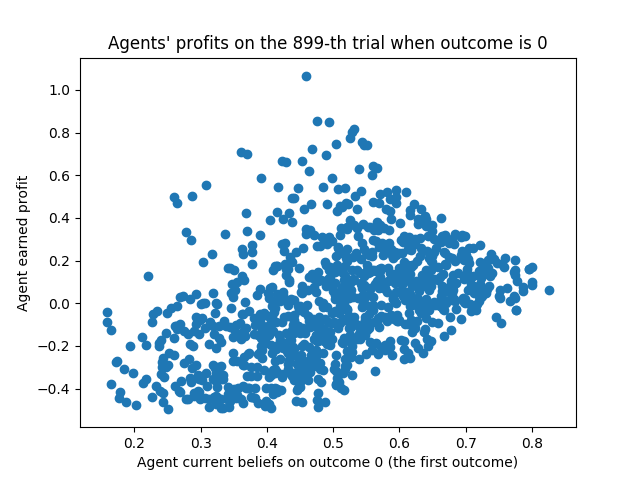 Agents' profits on the 899-th trial when outcome is 0
1.0
0.8
0.6
0.4
0.2
0.0
−0.2
−0.4
Agent earned profit
0.2 0.3 0.4 0.5 0.6 0.7 0.8
Agent current beliefs on outcome 0 (the first outcome)